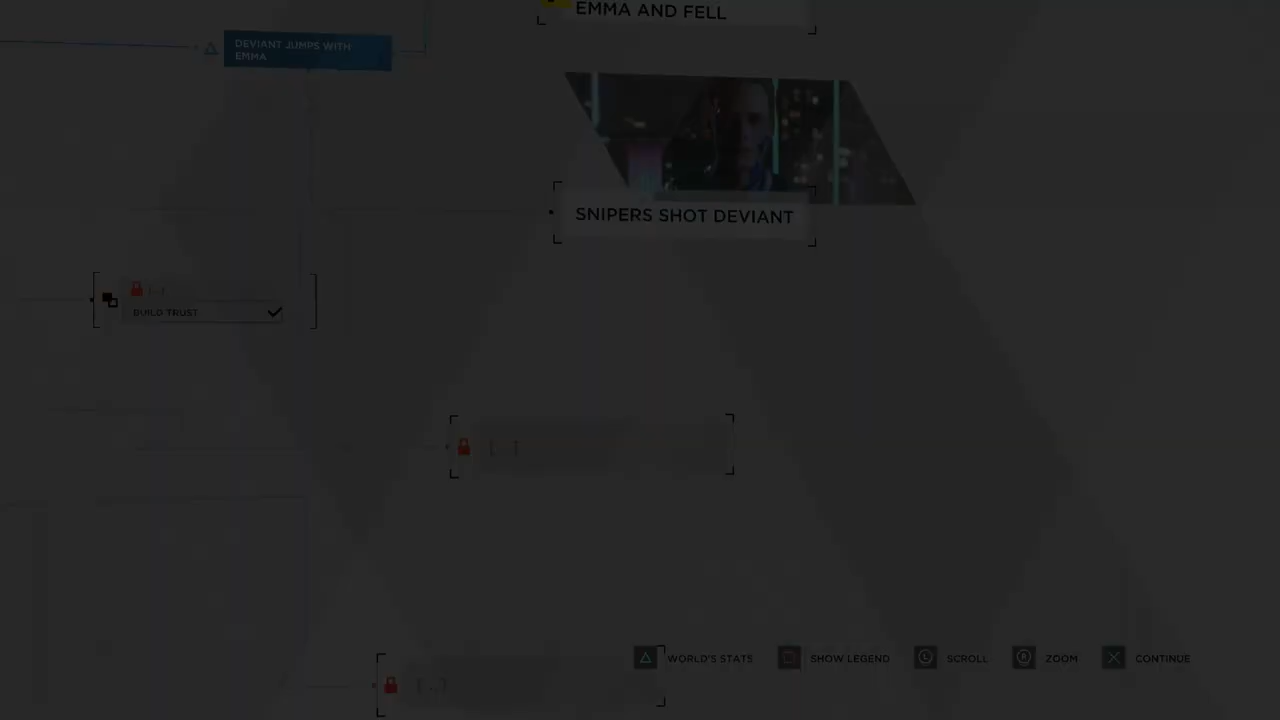 EMMA AND FELL
DEVIANT JUMPS WITH
EMMA
SNIPERS SHOT DEVIANT
BUILD TRUST
WORLD'S STATS
SHOW LEGEND
SCROLL
ZOOM
CONTINUE